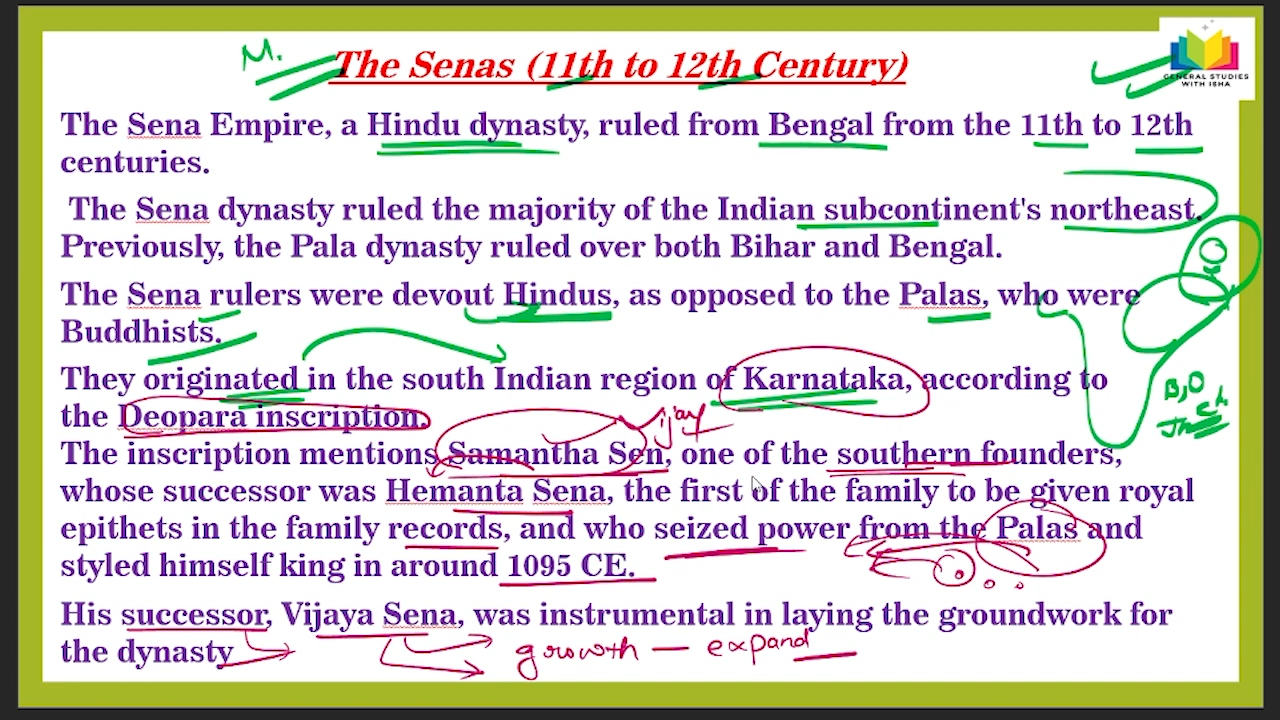 M.
The Senas (11th to 12th Century)
GENERAL STUDIES
WITH ISHA
The Sena Empire, a Hindu dynasty, ruled from Bengal from the 11th to 12th
centuries.
The Sena dynasty ruled the majority of the Indian subcontinent's northeast.
Previously, the Pala dynasty ruled over both Bihar and Bengal.
The Sena rulers were devout Hindus, as opposed to the Palas, who were
Buddhists.
They originated in the south Indian region of Karnataka, according to
the Deopara inscription.
B, O
The inscription mentions Samantha Sen, one of the southern founders,
whose successor was Hemanta Sena, the first of the family to be given royal
epithets in the family records, and who seized power from the Palas and
styled himself king in around 1095 CE.
His successor, Vijaya Sena, was instrumental in laying the groundwork for
the dynasty
growth — expand